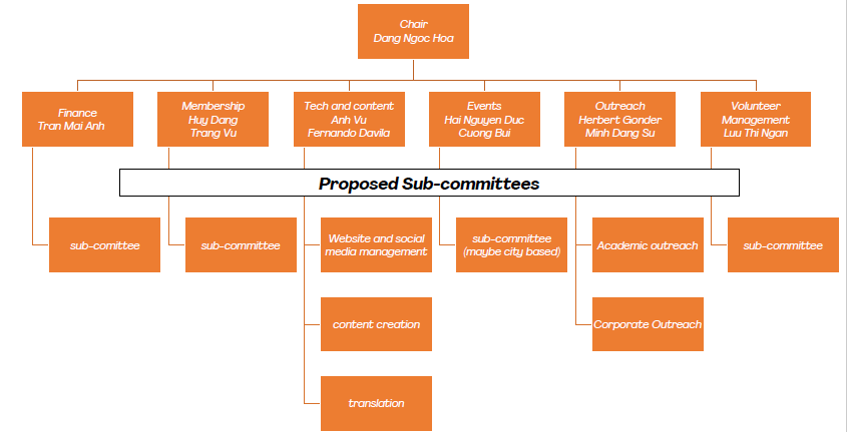 Chair
Dang Ngoc Hoa
Finance
Tran Mai Anh
Membership
Huy Dang
Trang Vu
Tech and content
Anh Vu
Fernando Davila
Events
Hai Nguyen Duc
Cuong Bui
Outreach
Herbert Gonder
Minh Dang Su
Volunteer
Management
Luu Thi Ngan
Proposed Sub-committees
sub-comittee
sub-committee
Website and social
media management
sub-committee
(maybe city based)
Academic outreach
sub-committee
content creation
Corporate Outreach
translation